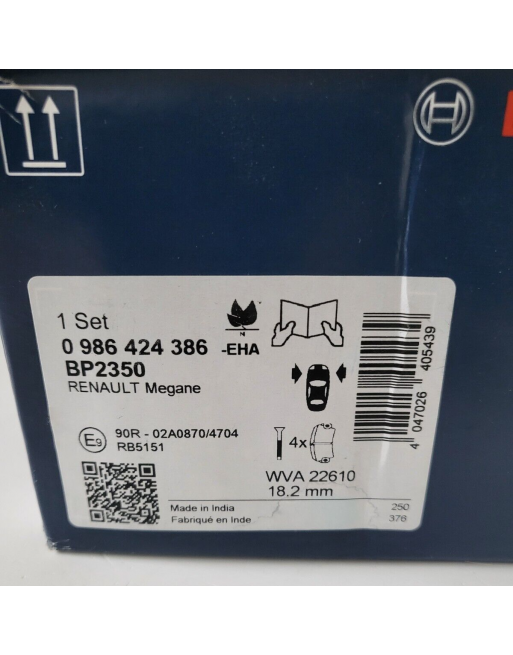 1 Set
0 986 424 386 -EHA
BP2350
RENAULT Megane
E9
90R - 02A0870/4704
RB5151
4x
WVA 22610
18.2 mm
Made in India
Fabriqué en Inde
250
376
4 047026 405439